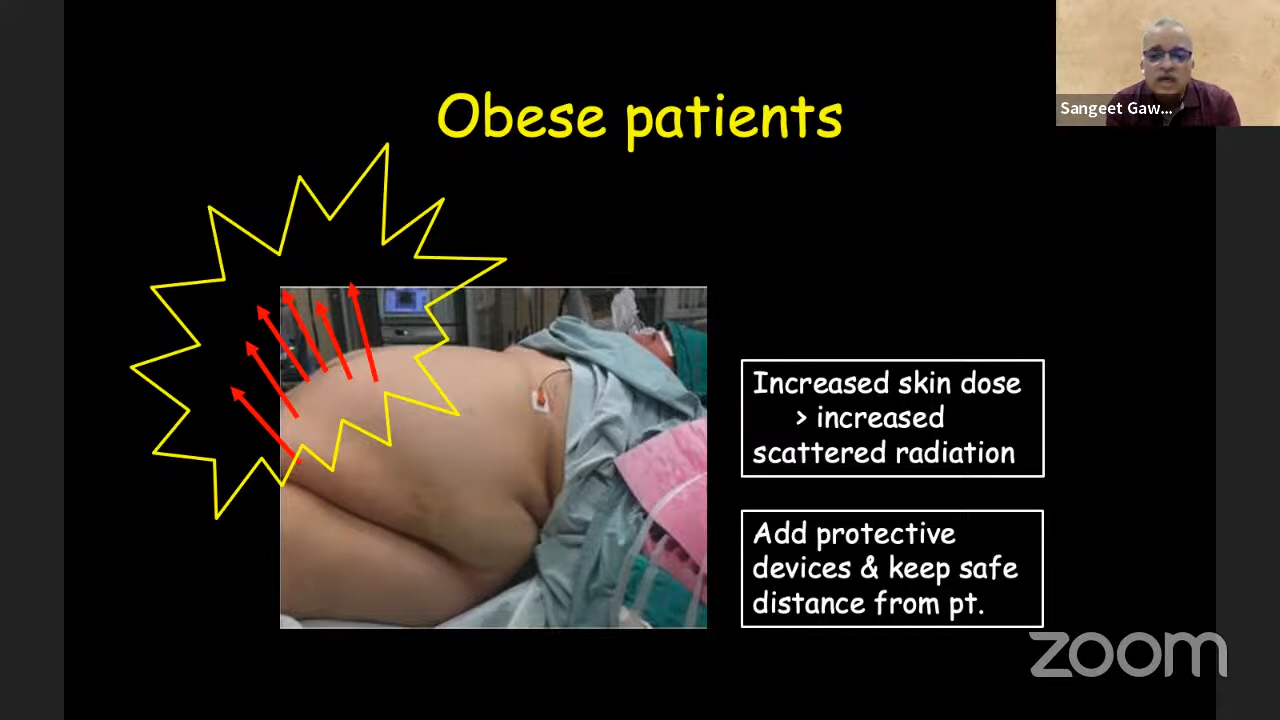 Obese patients
Sangeet Gaw...
Increased skin dose
> increased
scattered radiation
Add protective
devices & keep safe
distance from pt.
zoom